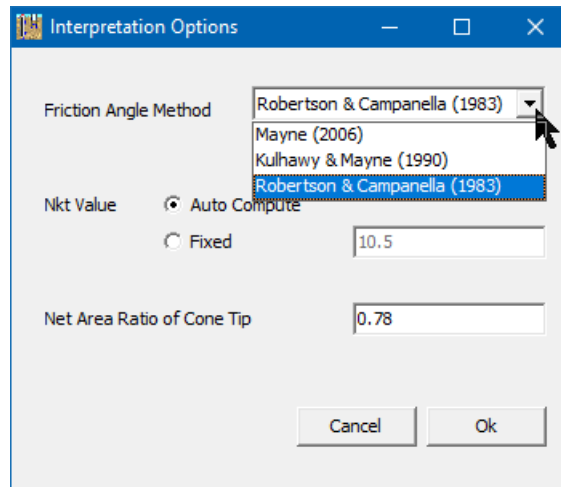 Interpretation Options
Friction Angle Method
Robertson & Campanella (1983)
Mayne (2006)
Kulhawy & Mayne (1990)
Robertson & Campanella (1983)
Nkt Value
Auto Compute
Fixed
10.5
Net Area Ratio of Cone Tip
0.78
Cancel
Ok